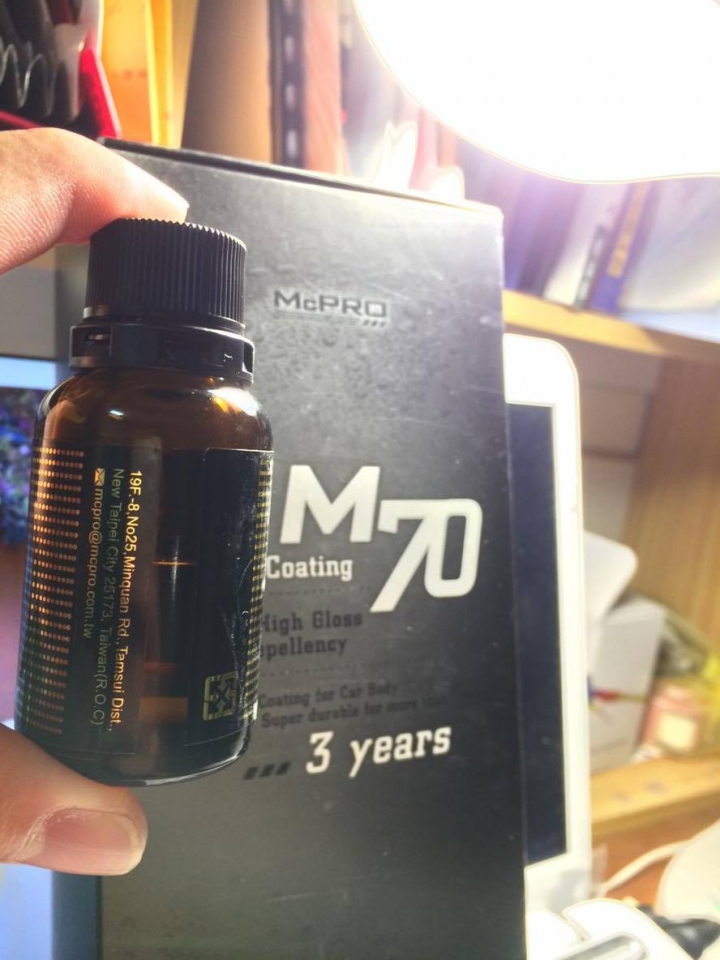 McPRO
M70
Coating
High Gloss
pellency
Coating for Car Body
Super durable for more than
3 years
19F.-8,No25,Minquan Rd.,Tamsui Dist.,
New Taipei City 25173, Taiwan(R.O.C)
mcpro@mcpro.com.tw